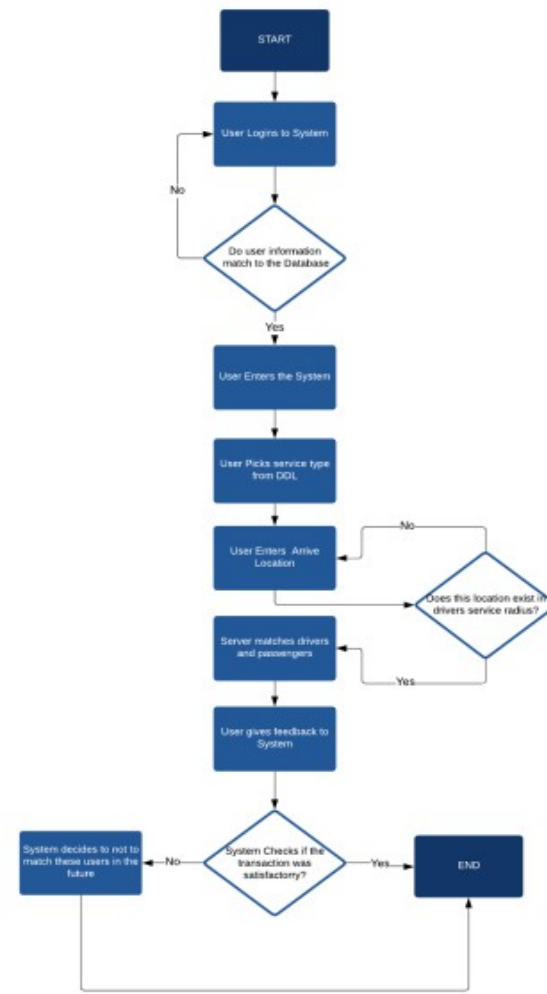 START
User Logins to System
No
Do user information
match to the Database
Yes
User Enters the System
User Picks service type
from DDL
User Enters Arrive
Location
No
Does this location exist in
drivers service radius?
Server matches drivers
and passengers
Yes
User gives feedback to
System
System decides to not to
match these users in the
future
No
System Checks if the
transaction was
satisfactorry?
Yes
END